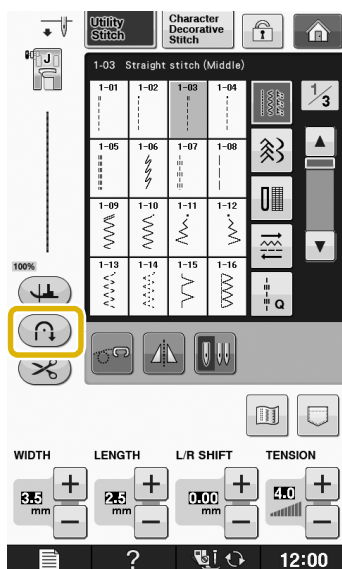 Utility
Stitch
Character
Decorative
Stitch
J
1-03 Straight stitch (Middle)
1-01 1-02 1-03 1-04
1/3
1-05 1-06 1-07 1-08
1-09 1-10 1-11 1-12
1-13 1-14 1-15 1-16
Q
100%
WIDTH LENGTH L/R SHIFT TENSION
3.5 mm 2.5 mm 0.00 mm 4.0
? 12:00